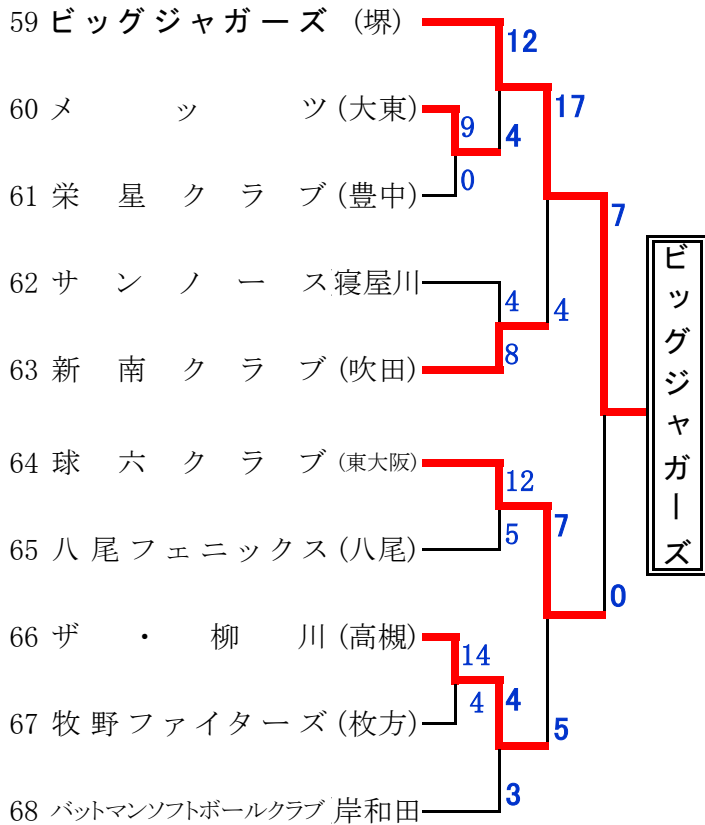 59 ビッグジャガーズ (堺)
12
60 メッツ (大東)
17
9
4
61 栄星クラブ (豊中)
0
7
62 サンノース 寝屋川
4
4
63 新南クラブ (吹田)
8
ビッグジャガーズ
64 球六クラブ (東大阪)
12
7
65 八尾フェニックス (八尾)
5
0
66 ザ・柳川 (高槻)
14
4
4
67 牧野ファイターズ (枚方)
5
68 バットマンソフトボールクラブ 岸和田
3